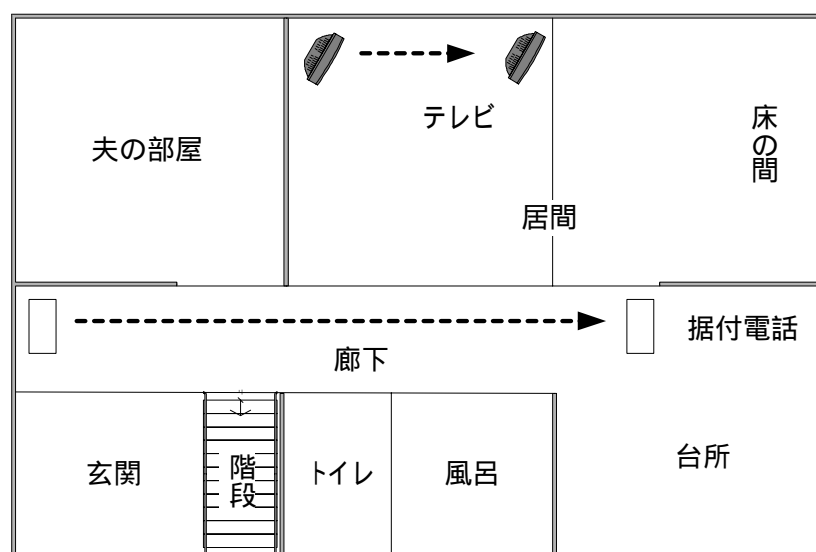 テレビ
夫の部屋
床の間
居間
据付電話
廊下
玄関
階段
トイレ
風呂
台所